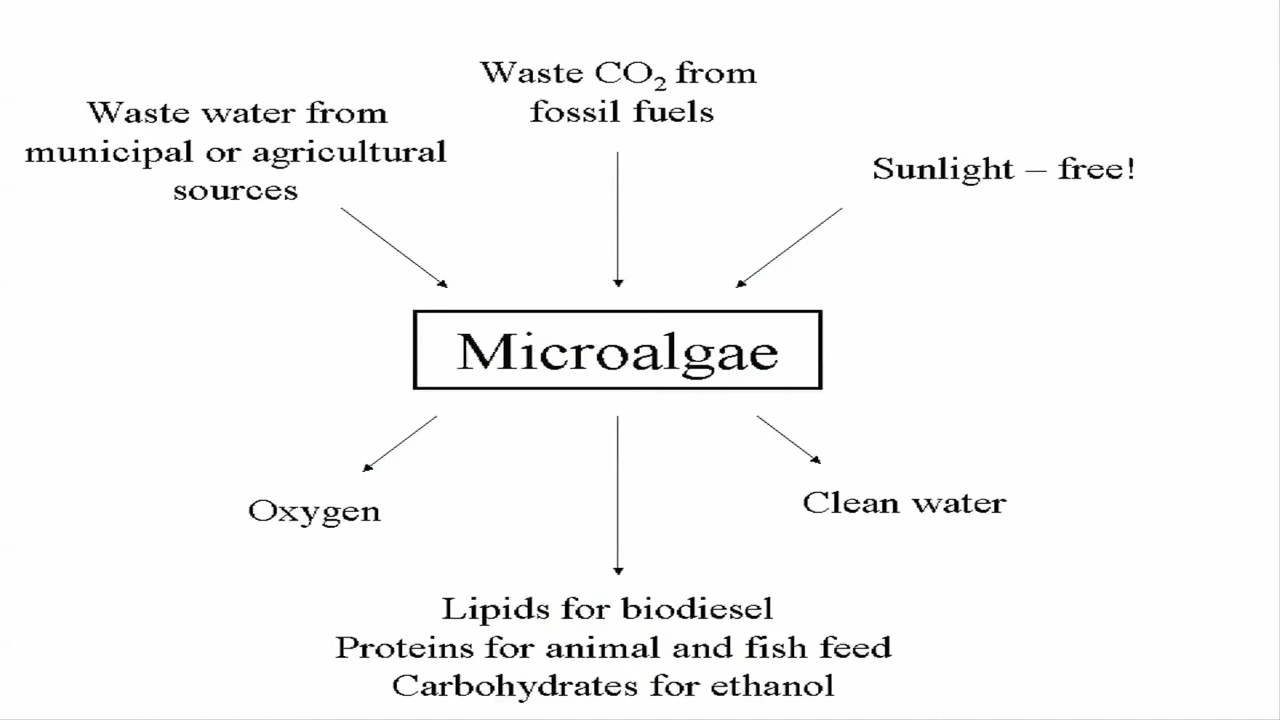 Waste water from
municipal or agricultural
sources
Waste CO₂ from
fossil fuels
Sunlight – free!
Microalgae
Oxygen
Clean water
Lipids for biodiesel
Proteins for animal and fish feed
Carbohydrates for ethanol